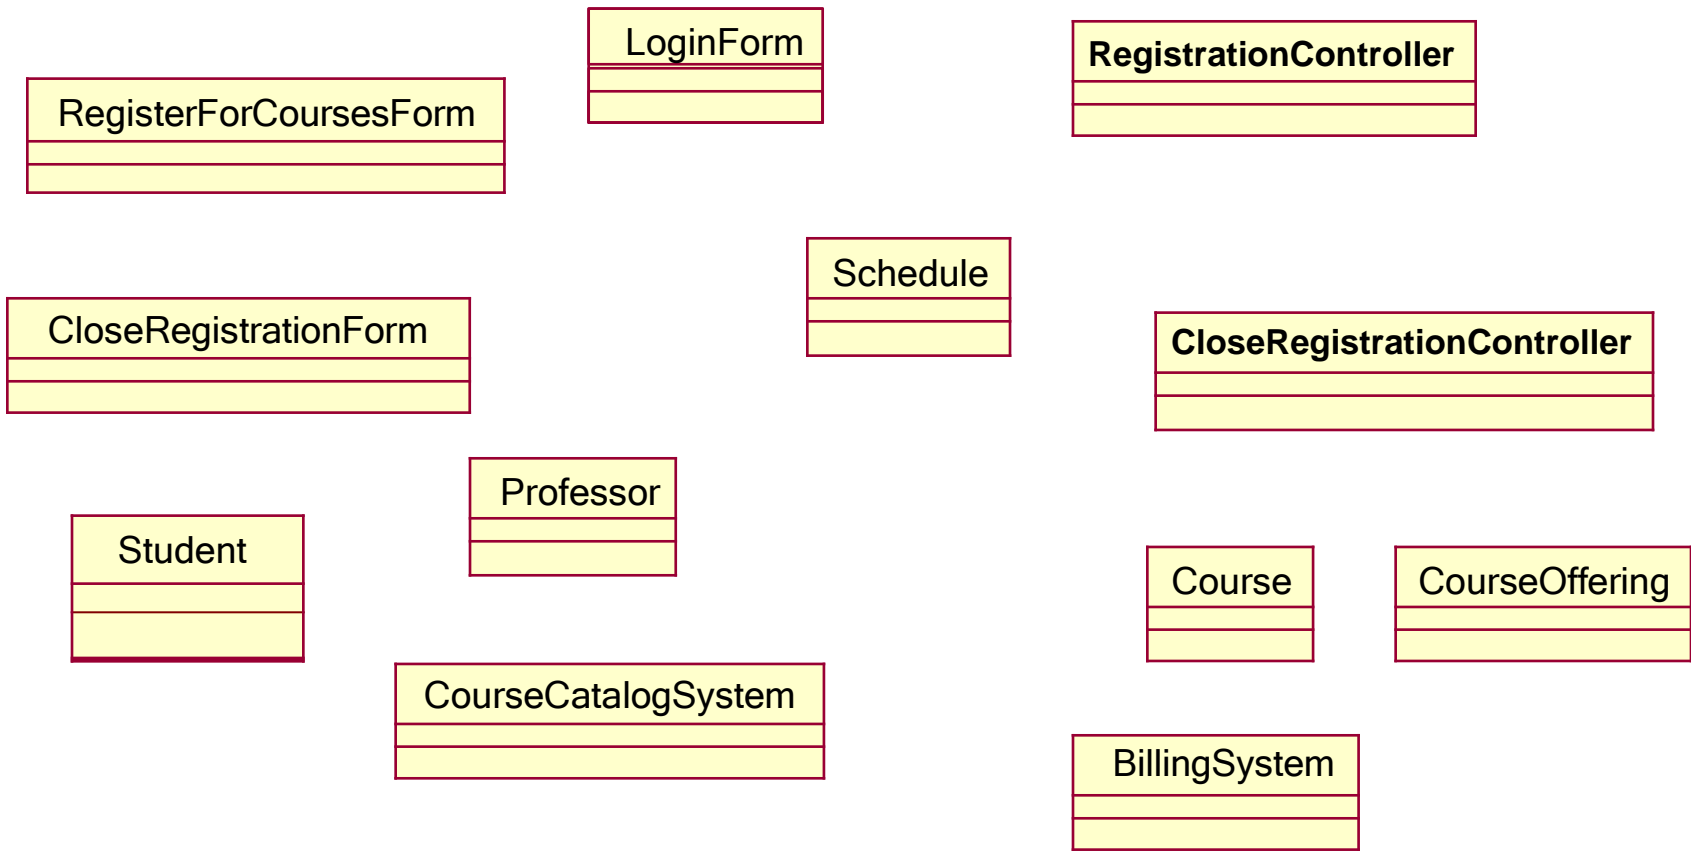 LoginForm
RegistrationController
RegisterForCoursesForm
Schedule
CloseRegistrationForm
CloseRegistrationController
Professor
Student
Course
CourseOffering
CourseCatalogSystem
BillingSystem